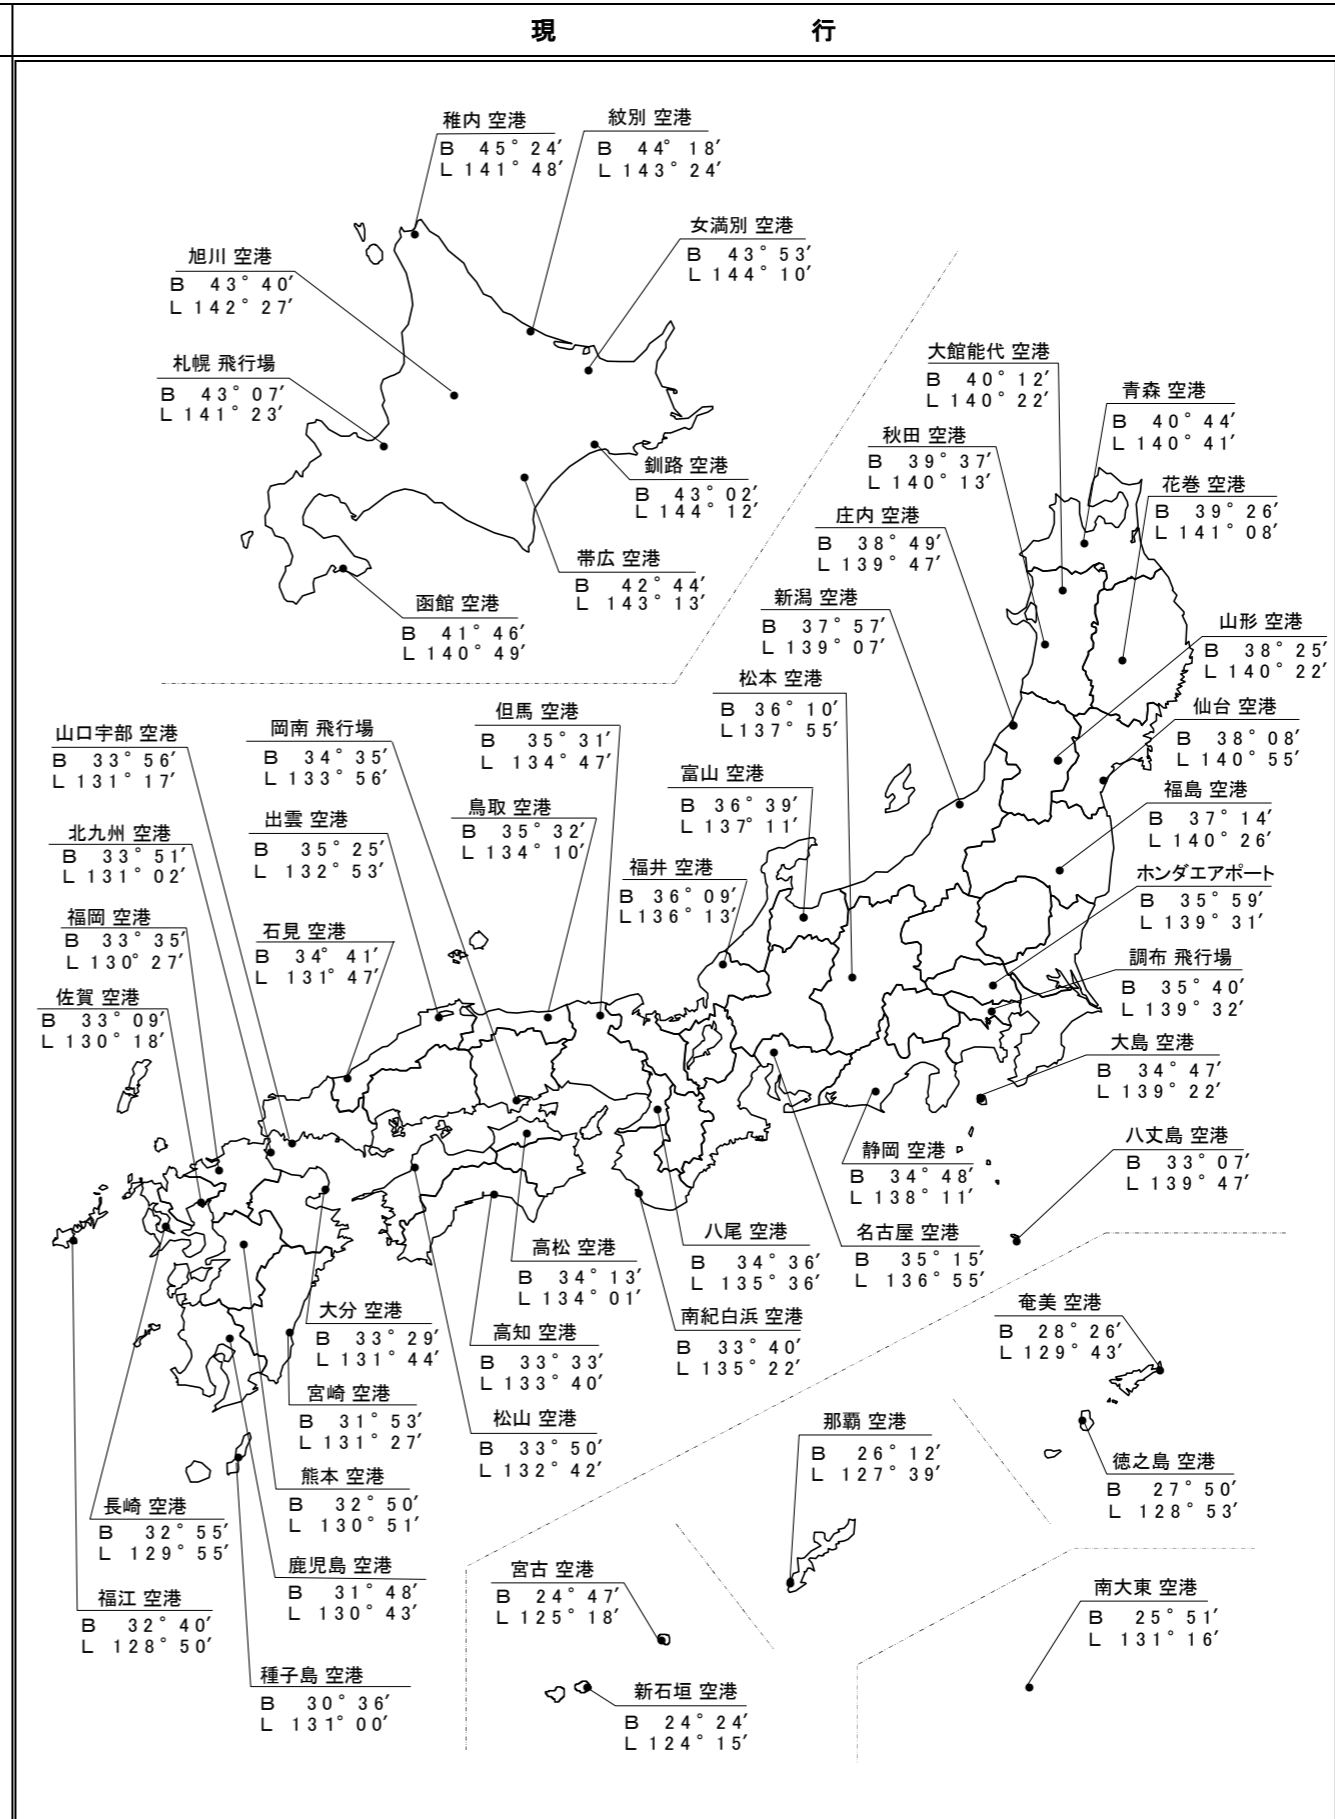 現 行
稚内 空港
B 45°24′
L 141°48′
紋別 空港
B 44°18′
L 143°24′
女満別 空港
B 43°53′
L 144°10′
旭川 空港
B 43°40′
L 142°27′
札幌 飛行場
B 43°07′
L 141°23′
釧路 空港
B 43°02′
L 144°12′
帯広 空港
B 42°44′
L 143°13′
函館 空港
B 41°46′
L 140°49′
大館能代 空港
B 40°12′
L 140°22′
青森 空港
B 40°44′
L 140°41′
秋田 空港
B 39°37′
L 140°13′
花巻 空港
B 39°26′
L 141°08′
庄内 空港
B 38°49′
L 139°47′
新潟 空港
B 37°57′
L 139°07′
山形 空港
B 38°25′
L 140°22′
松本 空港
B 36°10′
L 137°55′
仙台 空港
B 38°08′
L 140°55′
富山 空港
B 36°39′
L 137°11′
福島 空港
B 37°14′
L 140°26′
福井 空港
B 36°09′
L 136°13′
ホンダエアポート
B 35°59′
L 139°31′
調布 飛行場
B 35°40′
L 139°32′
大島 空港
B 34°47′
L 139°22′
八丈島 空港
B 33°07′
L 139°47′
山口宇部 空港
B 33°56′
L 131°17′
岡南 飛行場
B 34°35′
L 133°56′
但馬 空港
B 35°31′
L 134°47′
北九州 空港
B 33°51′
L 131°02′
出雲 空港
B 35°25′
L 132°53′
鳥取 空港
B 35°32′
L 134°10′
福岡 空港
B 33°35′
L 130°27′
石見 空港
B 34°41′
L 131°47′
佐賀 空港
B 33°09′
L 130°18′
静岡 空港
B 34°48′
L 138°11′
名古屋 空港
B 35°15′
L 136°55′
八尾 空港
B 34°36′
L 135°36′
高松 空港
B 34°13′
L 134°01′
南紀白浜 空港
B 33°40′
L 135°22′
大分 空港
B 33°29′
L 131°44′
高知 空港
B 33°33′
L 133°40′
宮崎 空港
B 31°53′
L 131°27′
松山 空港
B 33°50′
L 132°42′
熊本 空港
B 32°50′
L 130°51′
長崎 空港
B 32°55′
L 129°55′
鹿児島 空港
B 31°48′
L 130°43′
福江 空港
B 32°40′
L 128°50′
種子島 空港
B 30°36′
L 131°00′
奄美 空港
B 28°26′
L 129°43′
徳之島 空港
B 27°50′
L 128°53′
那覇 空港
B 26°12′
L 127°39′
宮古 空港
B 24°47′
L 125°18′
新石垣 空港
B 24°24′
L 124°15′
南大東 空港
B 25°51′
L 131°16′